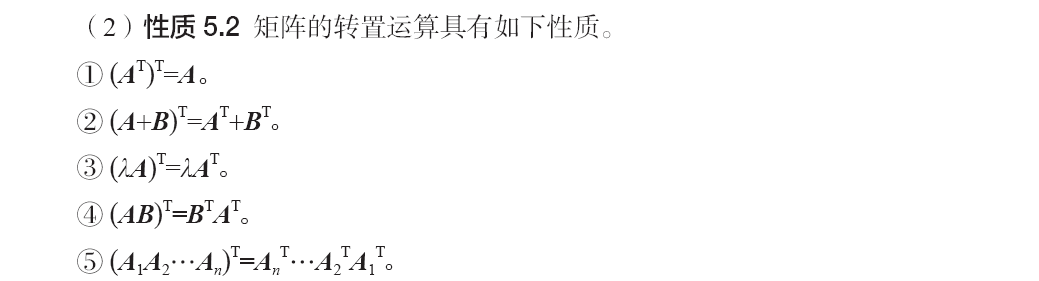 （2）性质 5.2 矩阵的转置运算具有如下性质。
① (Aᵀ)ᵀ=A。
② (A+B)ᵀ=Aᵀ+Bᵀ。
③ (λA)ᵀ=λAᵀ。
④ (AB)ᵀ=BᵀAᵀ。
⑤ (A₁A₂⋯Aₙ)ᵀ=Aₙᵀ⋯A₂ᵀA₁ᵀ。